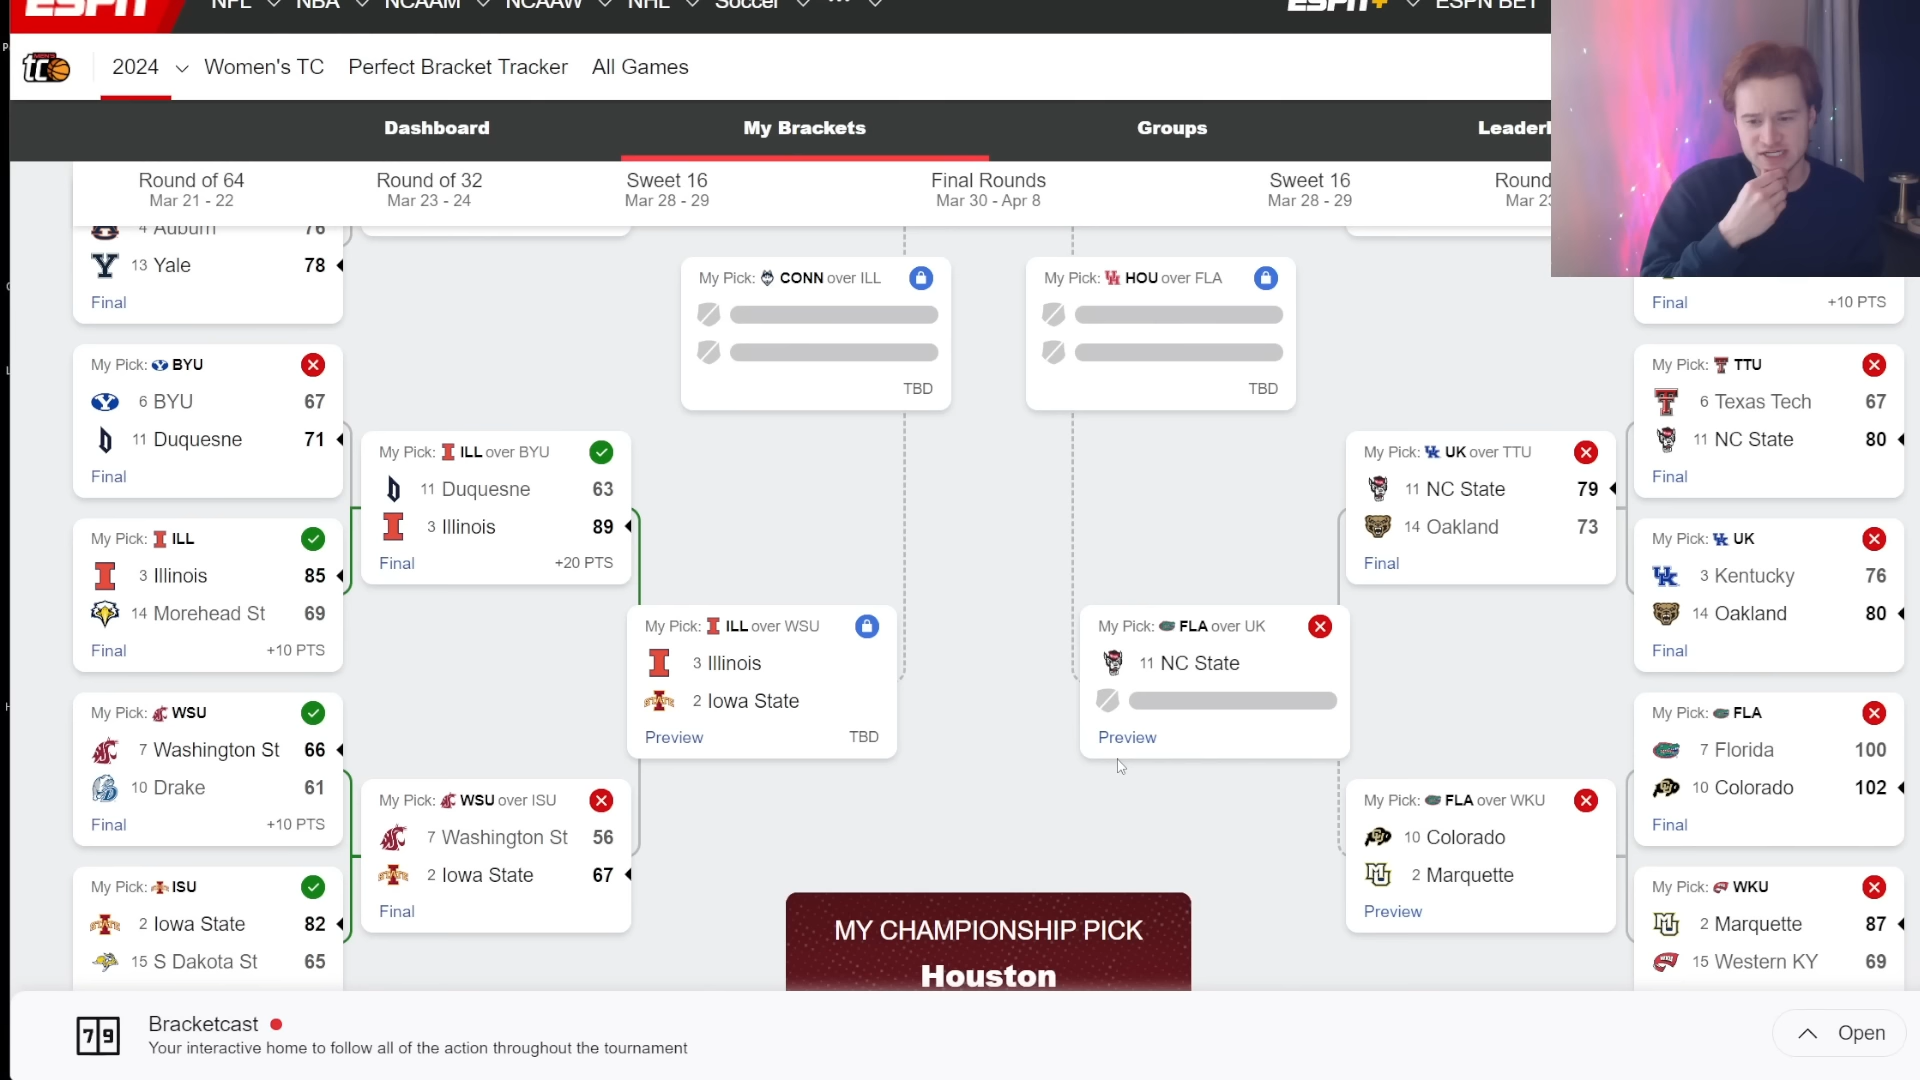 ESPN NFL NBA NCAAM NCAAW NHL Soccer ESPN+ ESPN BET
2024 Women's TC Perfect Bracket Tracker All Games
Dashboard My Brackets Groups Leaderb
Round of 64 Round of 32 Sweet 16 Final Rounds Sweet 16 Round
Mar 21 - 22 Mar 23 - 24 Mar 28 - 29 Mar 30 - Apr 8 Mar 28 - 29 Mar 23
4 Auburn 76
13 Yale 78
Final
My Pick: BYU
6 BYU 67
11 Duquesne 71
Final
My Pick: ILL
3 Illinois 85
14 Morehead St 69
Final +10 PTS
My Pick: WSU
7 Washington St 66
10 Drake 61
Final +10 PTS
My Pick: ISU
2 Iowa State 82
15 S Dakota St 65
My Pick: ILL over BYU
11 Duquesne 63
3 Illinois 89
Final +20 PTS
My Pick: WSU over ISU
7 Washington St 56
2 Iowa State 67
Final
My Pick: CONN over ILL
TBD
My Pick: ILL over WSU
3 Illinois
2 Iowa State
Preview TBD
My Pick: HOU over FLA
TBD
My Pick: FLA over UK
11 NC State
Preview
MY CHAMPIONSHIP PICK
Houston
My Pick: UK over TTU
11 NC State 79
14 Oakland 73
Final
My Pick: FLA over WKU
10 Colorado
2 Marquette
Preview
Final +10 PTS
My Pick: TTU
6 Texas Tech 67
11 NC State 80
Final
My Pick: UK
3 Kentucky 76
14 Oakland 80
Final
My Pick: FLA
7 Florida 100
10 Colorado 102
Final
My Pick: WKU
2 Marquette 87
15 Western KY 69
79 Bracketcast
Your interactive home to follow all of the action throughout the tournament
Open